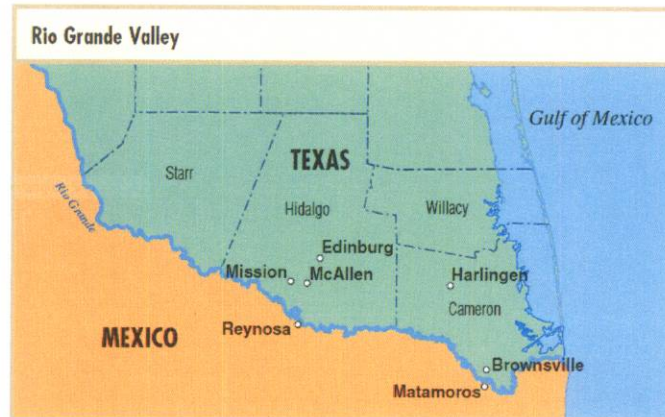 Rio Grande Valley
Gulf of Mexico
TEXAS
Starr
Rio Grande
Hidalgo
Willacy
Edinburg
Mission
McAllen
Harlingen
Cameron
Reynosa
MEXICO
Brownsville
Matamoros